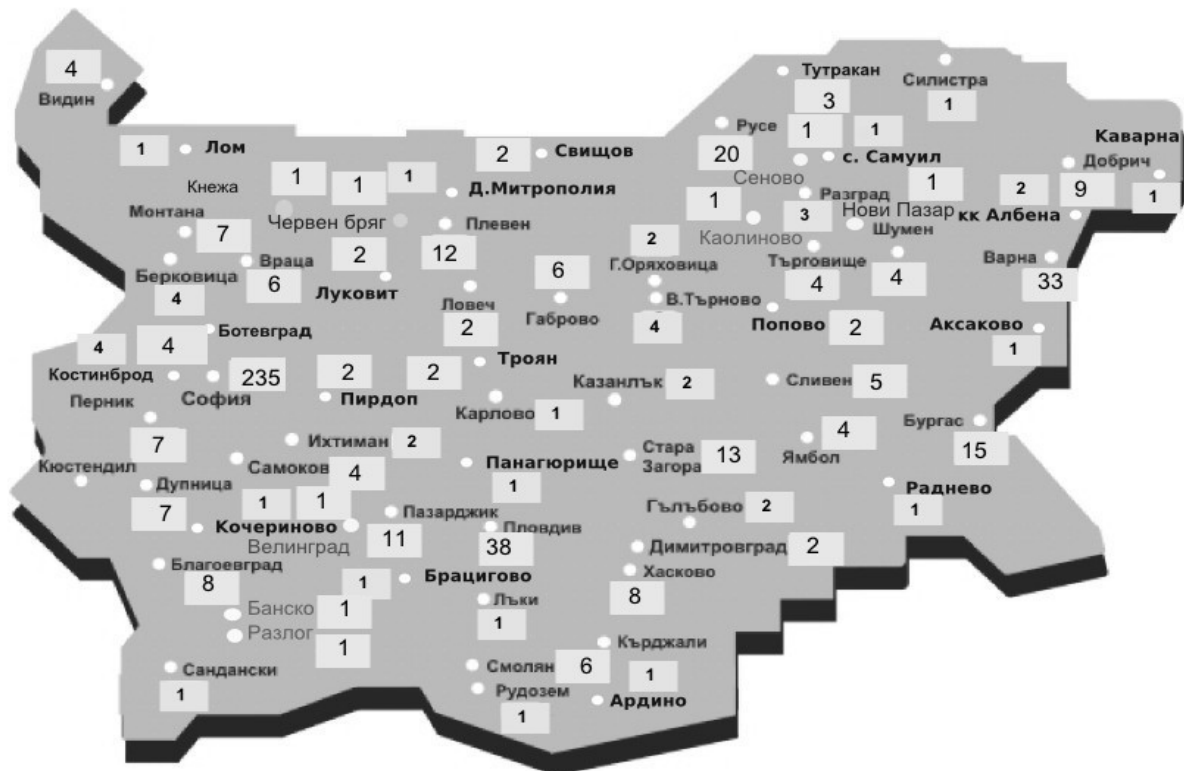 4
Видин
Тутракан
3
Силистра
1
1
Лом
2
Свищов
Русе
20
1
1
с. Самуил
Сеново
Каварна
Добрич
9
1
Кнежа
1
1
1
Д.Митрополия
Разград
3
1
Нови Пазар
2
кк Албена
Монтана
7
Червен бряг
Плевен
12
1
Каолиново
Шумен
4
Берковица
4
Враца
6
2
Луковит
Ловеч
2
6
Габрово
2
Г.Оряховица
В.Търново
4
Търговище
4
Варна
33
Ботевград
4
Попово
2
Аксаково
1
4
Костинброд
София
235
2
Пирдоп
2
Троян
Карлово
1
Казанлък
2
Сливен
5
Перник
7
Ихтиман
2
Панагюрище
1
Стара
Загора
13
4
Ямбол
Бургас
15
Кюстендил
Дупница
7
Самоков
4
1
1
Кочериново
Велинград
Пазарджик
11
Пловдив
38
Гълъбово
2
Раднево
1
Димитровград
2
Благоевград
8
1
Брацигово
Хасково
8
Банско
1
Разлог
1
Лъки
1
Сандански
1
Смолян
6
Кърджали
1
Рудозем
1
Ардино